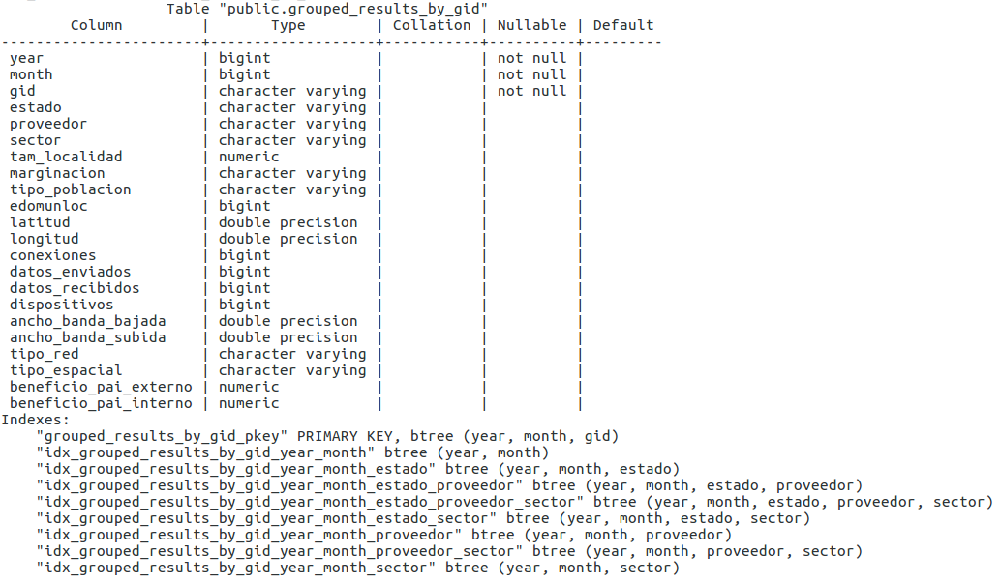 Table "public.grouped_results_by_gid"
Column | Type | Collation | Nullable | Default
----------------------+-------------------+-----------+----------+---------
year | bigint | | not null |
month | bigint | | not null |
gid | character varying | | not null |
estado | character varying | | |
proveedor | character varying | | |
sector | character varying | | |
tam_localidad | numeric | | |
marginacion | character varying | | |
tipo_poblacion | character varying | | |
edomunloc | bigint | | |
latitud | double precision | | |
longitud | double precision | | |
conexiones | bigint | | |
datos_enviados | bigint | | |
datos_recibidos | bigint | | |
dispositivos | bigint | | |
ancho_banda_bajada | double precision | | |
ancho_banda_subida | double precision | | |
tipo_red | character varying | | |
tipo_espacial | character varying | | |
beneficio_pai_externo | numeric | | |
beneficio_pai_interno | numeric | | |
Indexes:
"grouped_results_by_gid_pkey" PRIMARY KEY, btree (year, month, gid)
"idx_grouped_results_by_gid_year_month" btree (year, month)
"idx_grouped_results_by_gid_year_month_estado" btree (year, month, estado)
"idx_grouped_results_by_gid_year_month_estado_proveedor" btree (year, month, estado, proveedor)
"idx_grouped_results_by_gid_year_month_estado_proveedor_sector" btree (year, month, estado, proveedor, sector)
"idx_grouped_results_by_gid_year_month_estado_sector" btree (year, month, estado, sector)
"idx_grouped_results_by_gid_year_month_proveedor" btree (year, month, proveedor)
"idx_grouped_results_by_gid_year_month_proveedor_sector" btree (year, month, proveedor, sector)
"idx_grouped_results_by_gid_year_month_sector" btree (year, month, sector)